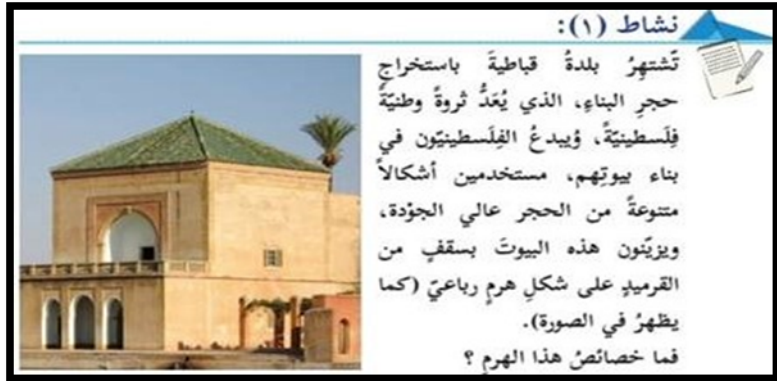 نشاط (١):
تَشتهِرُ بلدةُ قباطيةَ باستخراجِ
حجرِ البناءِ، الذي يُعَدُّ ثروةً وطنيّةً
فِلَسطينيّةً، ويبدعُ الفِلَسطينيّون في
بناء بيوتِهم، مستخدمين أشكالاً
متنوعةً من الحجر عالي الجوْدة،
ويزيّنون هذه البيوتَ بسقفٍ من
القرميدِ على شكلِ هرمٍ رباعيّ (كما
يظهرُ في الصورة).
فما خصائصُ هذا الهرمِ ؟